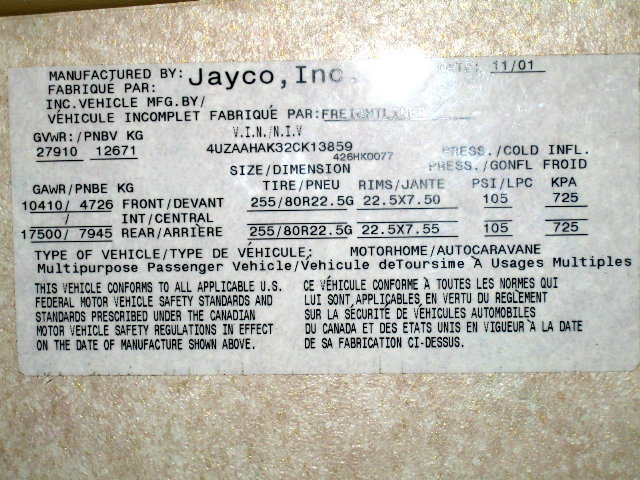 MANUFACTURED BY: Jayco, Inc. DATE: 11/01
FABRIQUE PAR:
INC.VEHICLE MFG.BY/
VÉHICULE INCOMPLET FABRIQUÉ PAR:FREIGHTLINER
GVWR:/PNBV KG V.I.N./N.I.V
27910 12671 4UZAAHAK32CK13859
426HK0077 PRESS./COLD INFL.
SIZE/DIMENSION PRESS./GONFL FROID
GAWR/PNBE KG TIRE/PNEU RIMS/JANTE PSI/LPC KPA
10410/ 4726 FRONT/DEVANT 255/80R22.5G 22.5X7.50 105 725
/ INT/CENTRAL
17500/ 7945 REAR/ARRIÈRE 255/80R22.5G 22.5X7.55 105 725
TYPE OF VEHICLE/TYPE DE VÉHICULE: MOTORHOME/AUTOCARAVANE
Multipurpose Passenger Vehicle/Vehicule deToursime A Usages Multiples
THIS VEHICLE CONFORMS TO ALL APPLICABLE U.S.
FEDERAL MOTOR VEHICLE SAFETY STANDARDS AND
STANDARDS PRESCRIBED UNDER THE CANADIAN
MOTOR VEHICLE SAFETY REGULATIONS IN EFFECT
ON THE DATE OF MANUFACTURE SHOWN ABOVE.
CE VÉHICULE CONFORME À TOUTES LES NORMES QUI
LUI SONT APPLICABLES EN VERTU DU REGLEMENT
SUR LA SÉCURITÉ DE VÉHICULES AUTOMOBILES
DU CANADA ET DES ÉTATS UNIS EN VIGUEUR À LA DATE
DE SA FABRICATION CI-DESSUS.